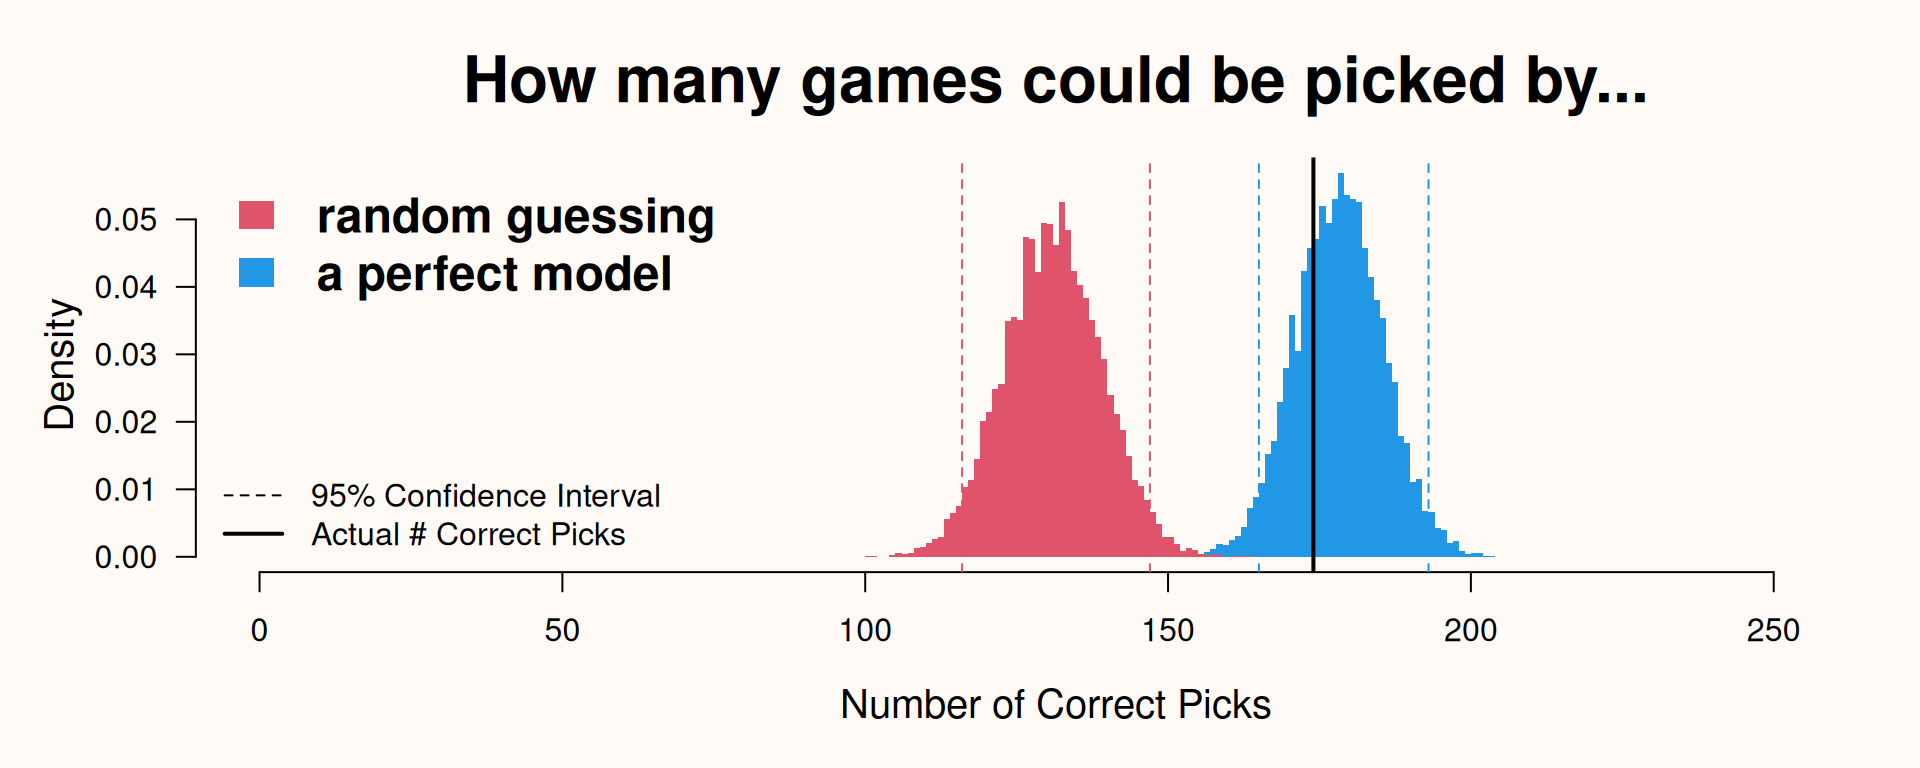 How many games could be picked by...
random guessing
a perfect model
Density
0.05
0.04
0.03
0.02
0.01
0.00
95% Confidence Interval
Actual # Correct Picks
0 50 100 150 200 250
Number of Correct Picks